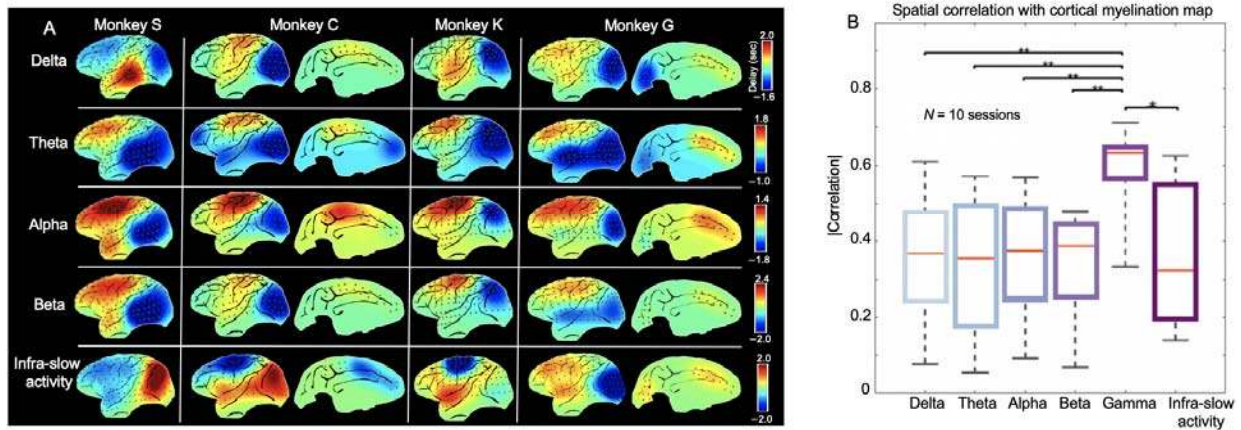 A
Monkey S
Monkey C
Monkey K
Monkey G
Delta
2.0
Delay (sec)
−1.6
Theta
1.8
−1.0
Alpha
1.4
−1.8
Beta
2.4
−2.0
Infra-slow
activity
2.0
−2.0
B
Spatial correlation with cortical myelination map
|Correlation|
0.8
0.8
0.6
0.4
0.2
0
**
**
**
**
*
N = 10 sessions
Delta
Theta
Alpha
Beta
Gamma
Infra-slow
activity